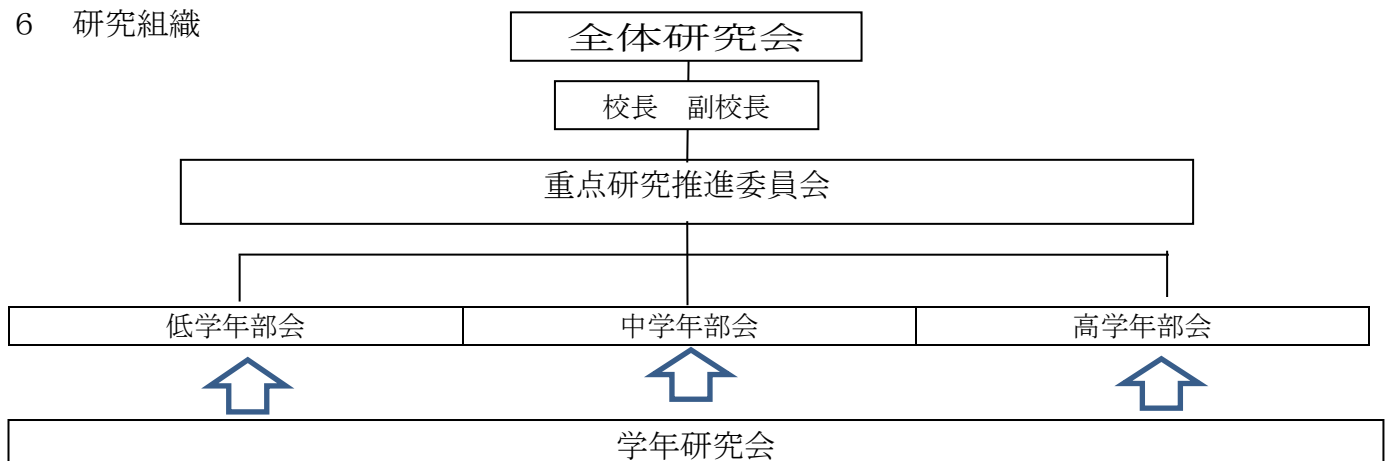 6　研究組織
全体研究会
校長　副校長
重点研究推進委員会
低学年部会　中学年部会　高学年部会
学年研究会